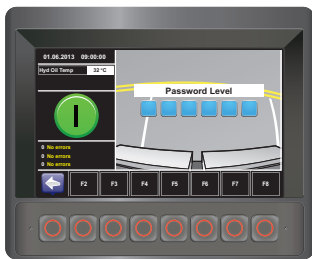 01.06.2013 09:00:00
Hyd Oil Temp 32 °C
Password Level
I
0 No errors
0 No errors
0 No errors
F2 F3 F4 F5 F6 F7 F8